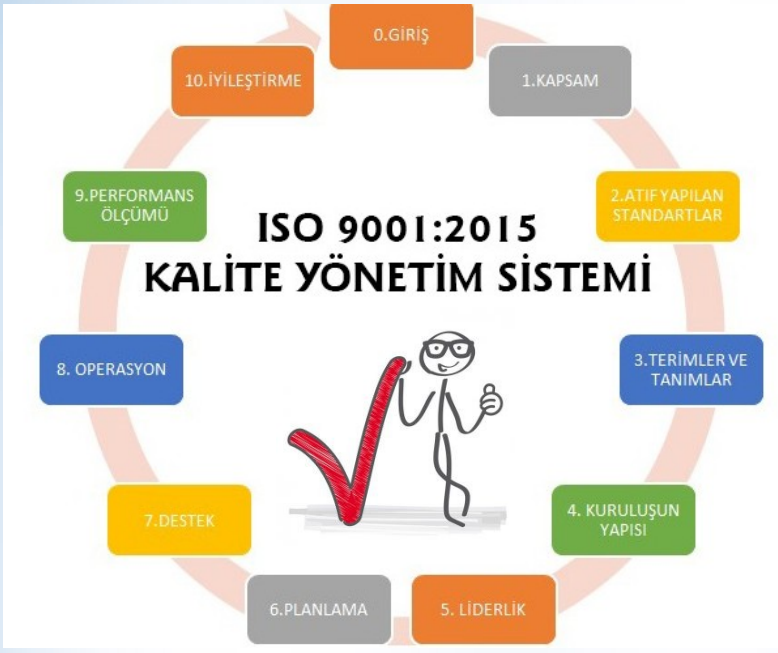 0.GİRİŞ
1.KAPSAM
2.ATIF YAPILAN
STANDARTLAR
3.TERİMLER VE
TANIMLAR
4. KURULUŞUN
YAPISI
5. LİDERLİK
6.PLANLAMA
7.DESTEK
8. OPERASYON
9.PERFORMANS
ÖLÇÜMÜ
10.İYİLEŞTİRME
ISO 9001:2015
KALİTE YÖNETİM SİSTEMİ